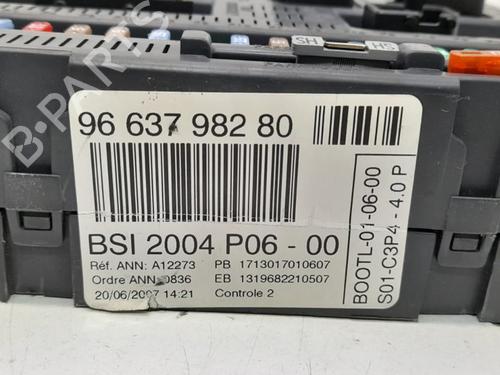 SH
HS
96 637 982 80
BSI 2004 P06 - 00
Réf. ANN: A12273 PB 1713017010607
Ordre ANN: 0836 EB 1319682210507
20/06/2007 14:21 Controle 2
BOOTL-01-06-00
S01-C3P4 - 4.0 P
B-PARTS